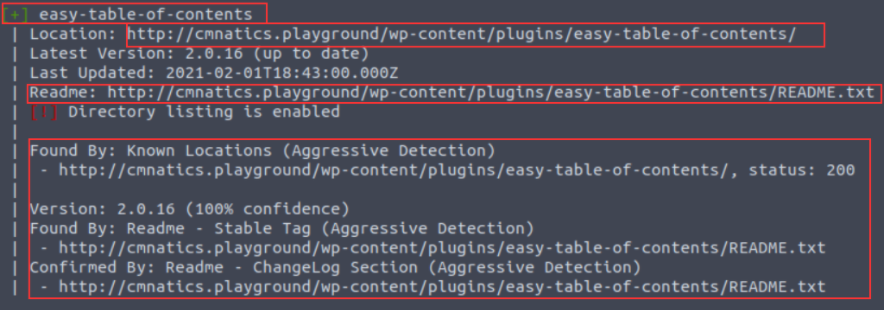 [+] easy-table-of-contents
| Location: http://cmnatics.playground/wp-content/plugins/easy-table-of-contents/
| Latest Version: 2.0.16 (up to date)
| Last Updated: 2021-02-01T18:43:00.000Z
| Readme: http://cmnatics.playground/wp-content/plugins/easy-table-of-contents/README.txt
| [!] Directory listing is enabled
|
| Found By: Known Locations (Aggressive Detection)
|  - http://cmnatics.playground/wp-content/plugins/easy-table-of-contents/, status: 200
|
| Version: 2.0.16 (100% confidence)
| Found By: Readme - Stable Tag (Aggressive Detection)
|  - http://cmnatics.playground/wp-content/plugins/easy-table-of-contents/README.txt
| Confirmed By: Readme - ChangeLog Section (Aggressive Detection)
|  - http://cmnatics.playground/wp-content/plugins/easy-table-of-contents/README.txt